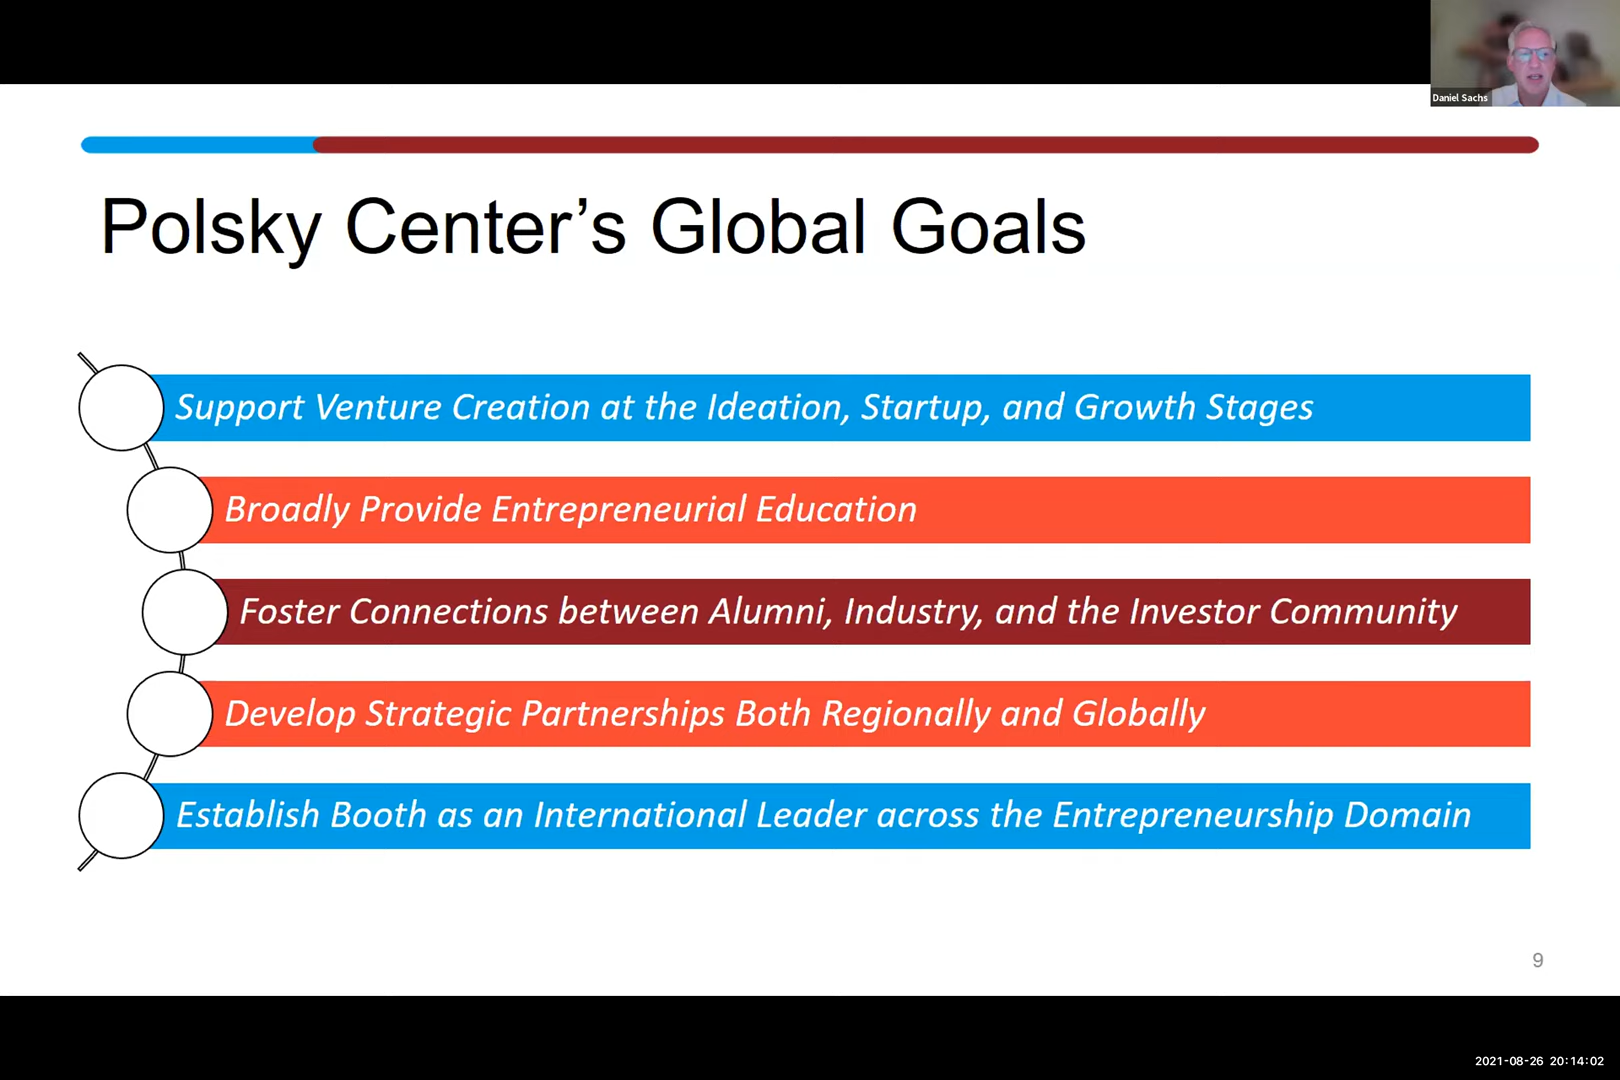 Daniel Sachs
Polsky Center’s Global Goals
Support Venture Creation at the Ideation, Startup, and Growth Stages
Broadly Provide Entrepreneurial Education
Foster Connections between Alumni, Industry, and the Investor Community
Develop Strategic Partnerships Both Regionally and Globally
Establish Booth as an International Leader across the Entrepreneurship Domain
9
2021-08-26 20:14:02